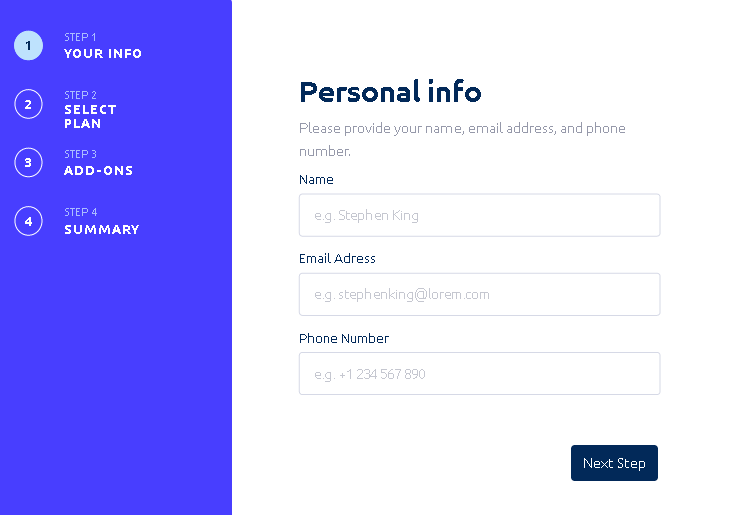 1
STEP 1
YOUR INFO
2
STEP 2
SELECT
PLAN
3
STEP 3
ADD-ONS
4
STEP 4
SUMMARY
Personal info
Please provide your name, email address, and phone
number.
Name
e.g. Stephen King
Email Adress
e.g. stephenking@lorem.com
Phone Number
e.g. +1 234 567 890
Next Step